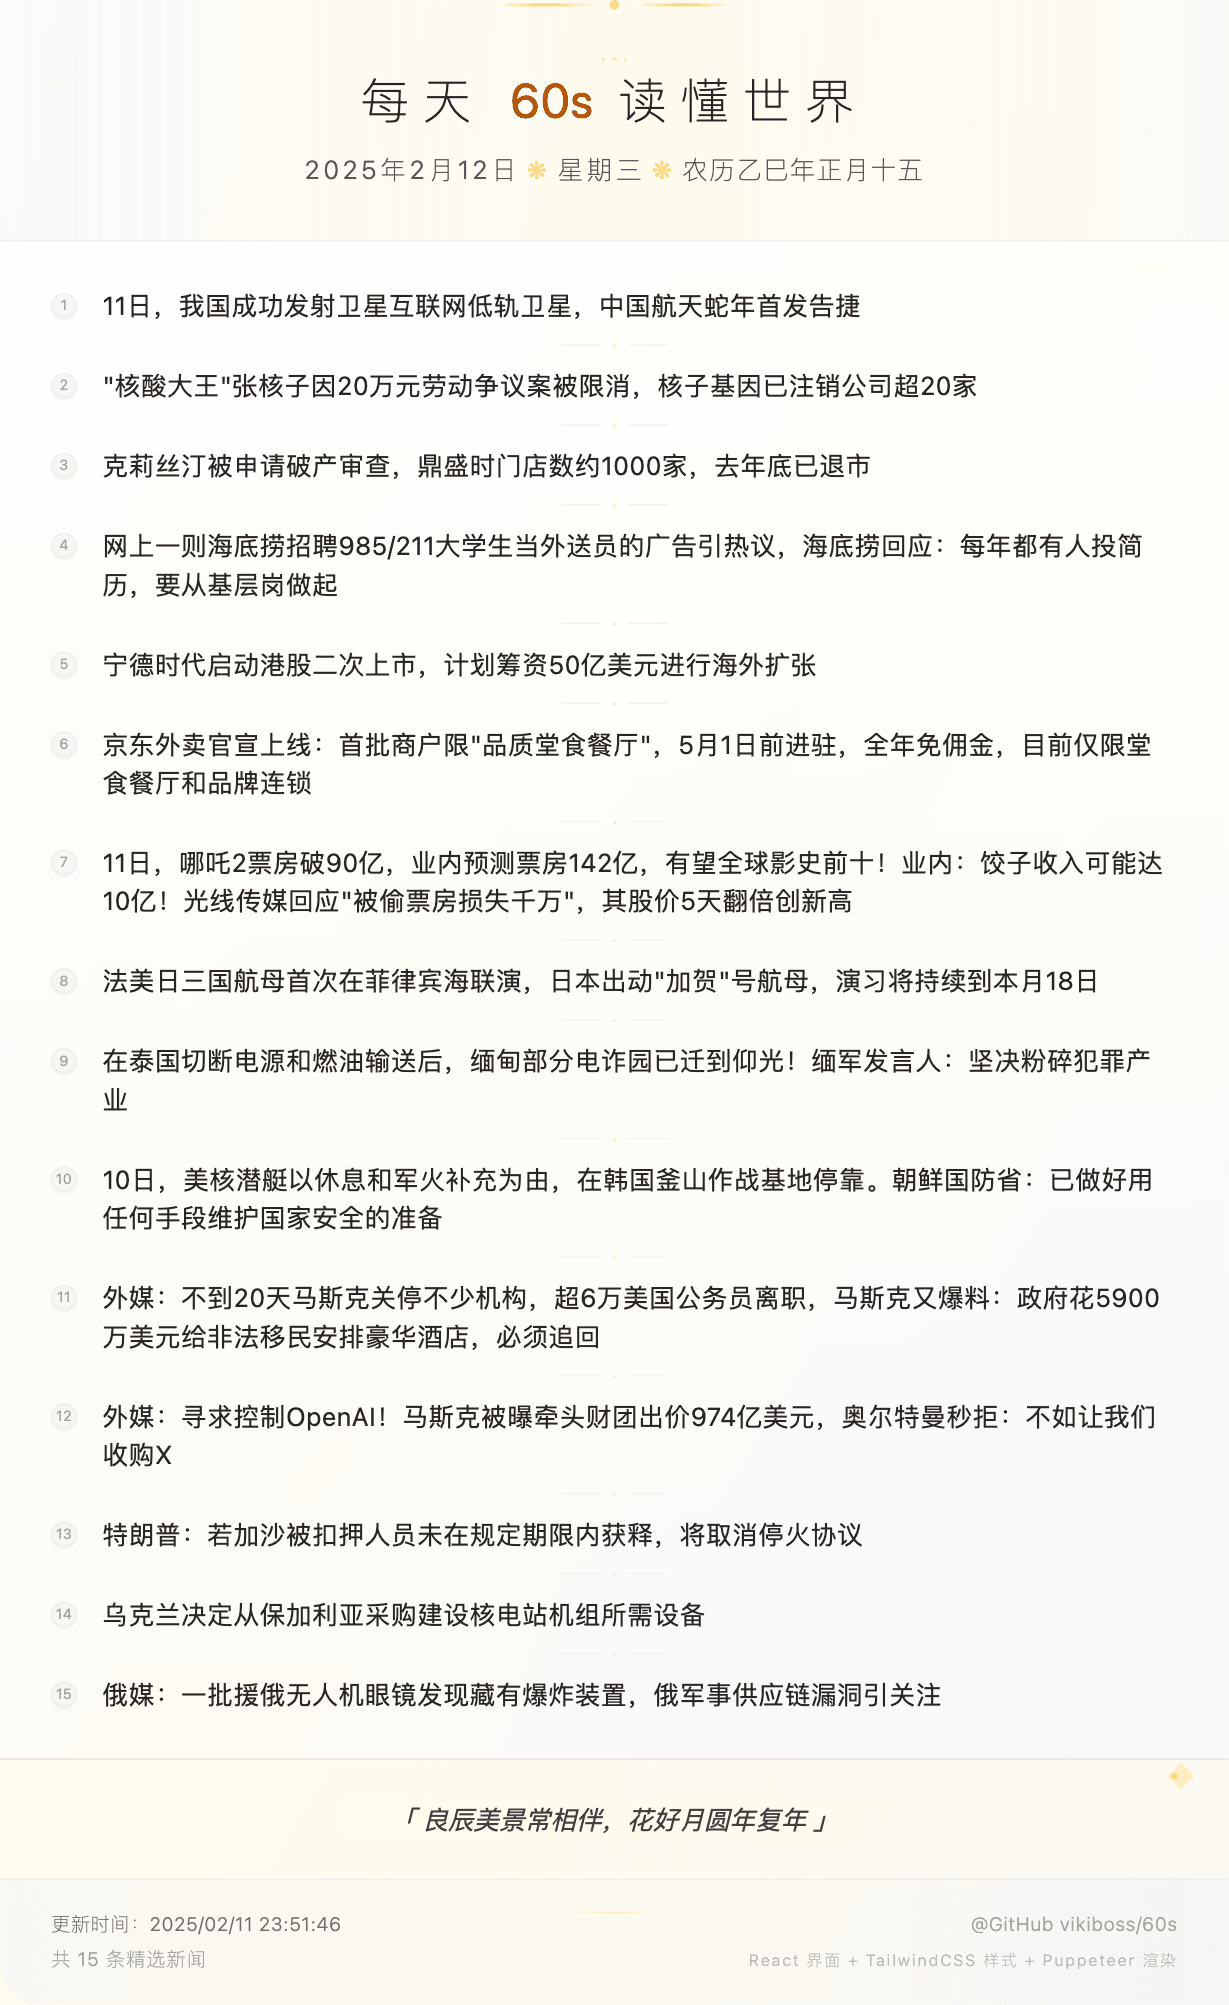 每天 60s 读懂世界
2025年2月12日 ❋ 星期三 ❋ 农历乙巳年正月十五
1 11日，我国成功发射卫星互联网低轨卫星，中国航天蛇年首发告捷
2 "核酸大王"张核子因20万元劳动争议案被限消，核子基因已注销公司超20家
3 克莉丝汀被申请破产审查，鼎盛时门店数约1000家，去年底已退市
4 网上一则海底捞招聘985/211大学生当外送员的广告引热议，海底捞回应：每年都有人投简
历，要从基层岗做起
5 宁德时代启动港股二次上市，计划筹资50亿美元进行海外扩张
6 京东外卖官宣上线：首批商户限"品质堂食餐厅"，5月1日前进驻，全年免佣金，目前仅限堂
食餐厅和品牌连锁
7 11日，哪吒2票房破90亿，业内预测票房142亿，有望全球影史前十！业内：饺子收入可能达
10亿！光线传媒回应"被偷票房损失千万"，其股价5天翻倍创新高
8 法美日三国航母首次在菲律宾海联演，日本出动"加贺"号航母，演习将持续到本月18日
9 在泰国切断电源和燃油输送后，缅甸部分电诈园已迁到仰光！缅军发言人：坚决粉碎犯罪产
业
10 10日，美核潜艇以休息和军火补充为由，在韩国釜山作战基地停靠。朝鲜国防省：已做好用
任何手段维护国家安全的准备
11 外媒：不到20天马斯克关停不少机构，超6万美国公务员离职，马斯克又爆料：政府花5900
万美元给非法移民安排豪华酒店，必须追回
12 外媒：寻求控制OpenAI！马斯克被曝牵头财团出价974亿美元，奥尔特曼秒拒：不如让我们
收购X
13 特朗普：若加沙被扣押人员未在规定期限内获释，将取消停火协议
14 乌克兰决定从保加利亚采购建设核电站机组所需设备
15 俄媒：一批援俄无人机眼镜发现藏有爆炸装置，俄军事供应链漏洞引关注
「 良辰美景常相伴，花好月圆年复年 」
更新时间：2025/02/11 23:51:46
共 15 条精选新闻
@GitHub vikiboss/60s
React 界面 + TailwindCSS 样式 + Puppeteer 渲染